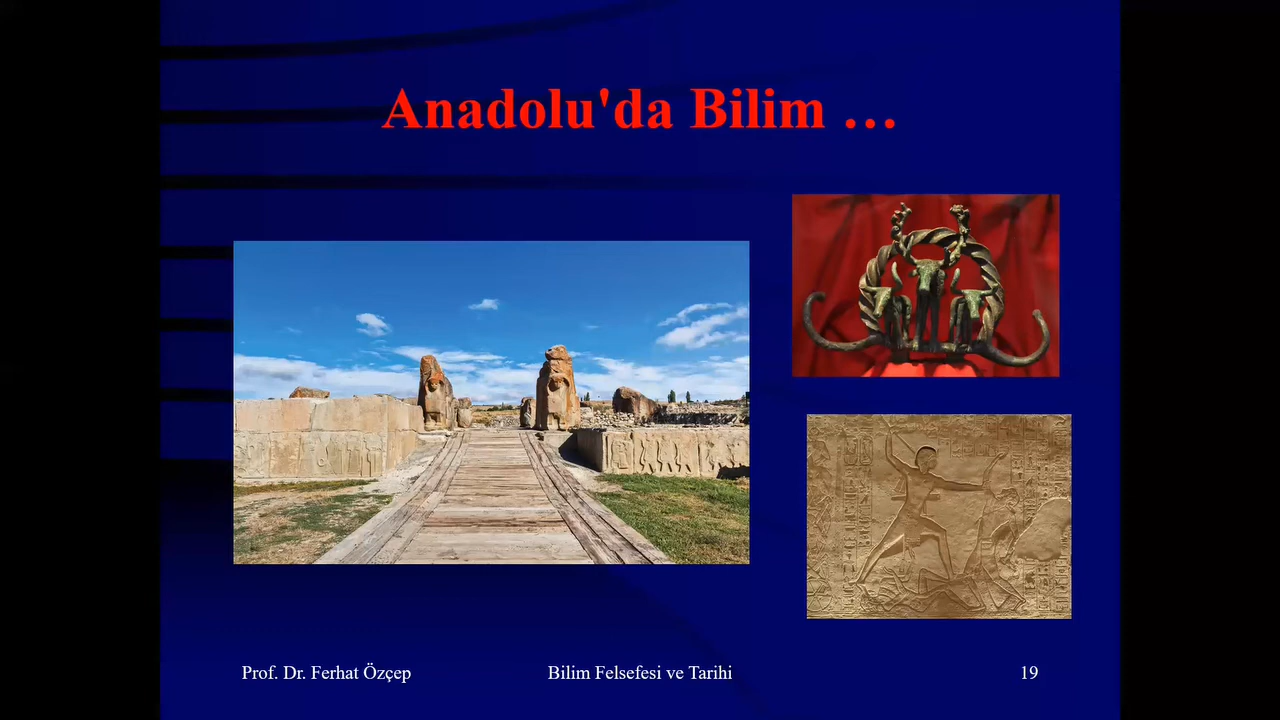 Anadolu'da Bilim …
Prof. Dr. Ferhat Özçep
Bilim Felsefesi ve Tarihi
19